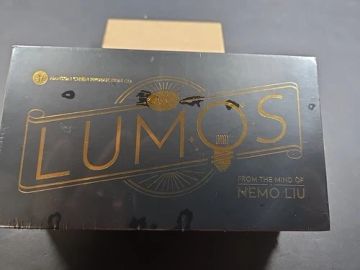 LUMOS
FROM THE MIND OF
NEMO LIU